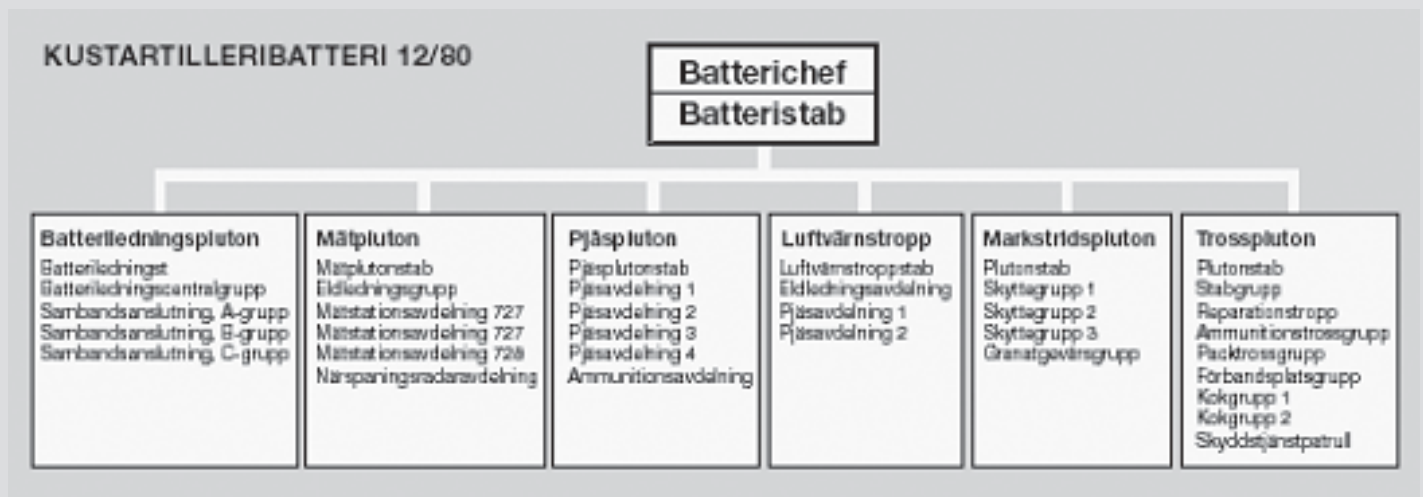 KUSTARTILLERIBATTERI 12/80
Batterichef
Batteristab
Batteriledningspluton
Batteriledningst
Batteriledningscentralgrupp
Sambandsanslutning, A-grupp
Sambandsanslutning, B-grupp
Sambandsanslutning, C-grupp
Mätpluton
Mätplutonstab
Eldledningsgrupp
Mätstationsavdelning 727
Mätstationsavdelning 727
Mätstationsavdelning 728
Närspaningsradaravdelning
Pjäspluton
Pjäsplutonstab
Pjäsavdelning 1
Pjäsavdelning 2
Pjäsavdelning 3
Pjäsavdelning 4
Ammunitionsavdelning
Luftvärnstropp
Luftvärnstroppstab
Eldledningsavdelning
Pjäsavdelning 1
Pjäsavdelning 2
Markstridspluton
Plutonstab
Skyttegrupp 1
Skyttegrupp 2
Skyttegrupp 3
Granatgevärsgrupp
Trosspluton
Plutonstab
Stabgrupp
Reparationstropp
Ammunitionstrossgrupp
Packtrossgrupp
Förbandsplatsgrupp
Kokgrupp 1
Kokgrupp 2
Skyddstjänstpatrull